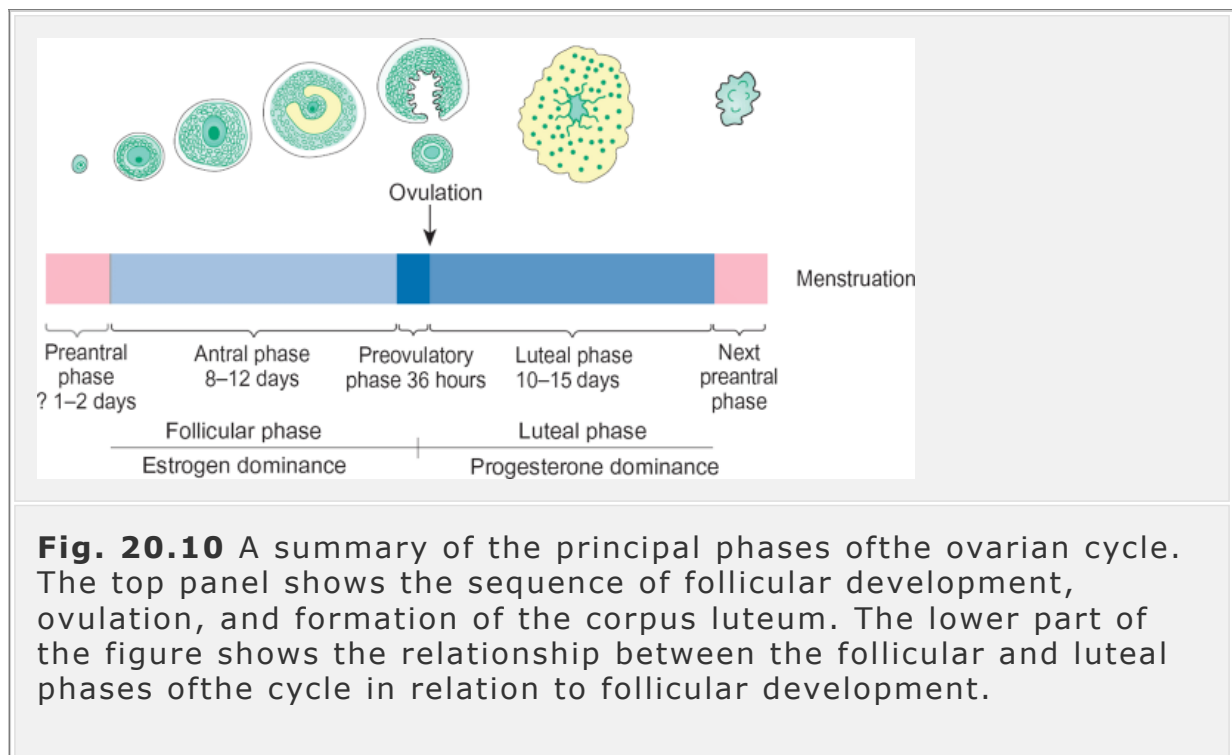 Ovulation
Menstruation
Preantral
phase
? 1–2 days
Antral phase
8–12 days
Preovulatory
phase 36 hours
Luteal phase
10–15 days
Next
preantral
phase
Follicular phase
Luteal phase
Estrogen dominance
Progesterone dominance
Fig. 20.10 A summary of the principal phases ofthe ovarian cycle.
The top panel shows the sequence of follicular development,
ovulation, and formation of the corpus luteum. The lower part of
the figure shows the relationship between the follicular and luteal
phases ofthe cycle in relation to follicular development.